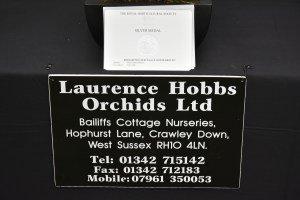 SILVER MEDAL
Laurence Hobbs
Orchids Ltd
Bailiffs Cottage Nurseries,
Hophurst Lane, Crawley Down,
West Sussex RH10 4LN.
Tel: 01342 715142
Fax: 01342 712183
Mobile: 07961 350053